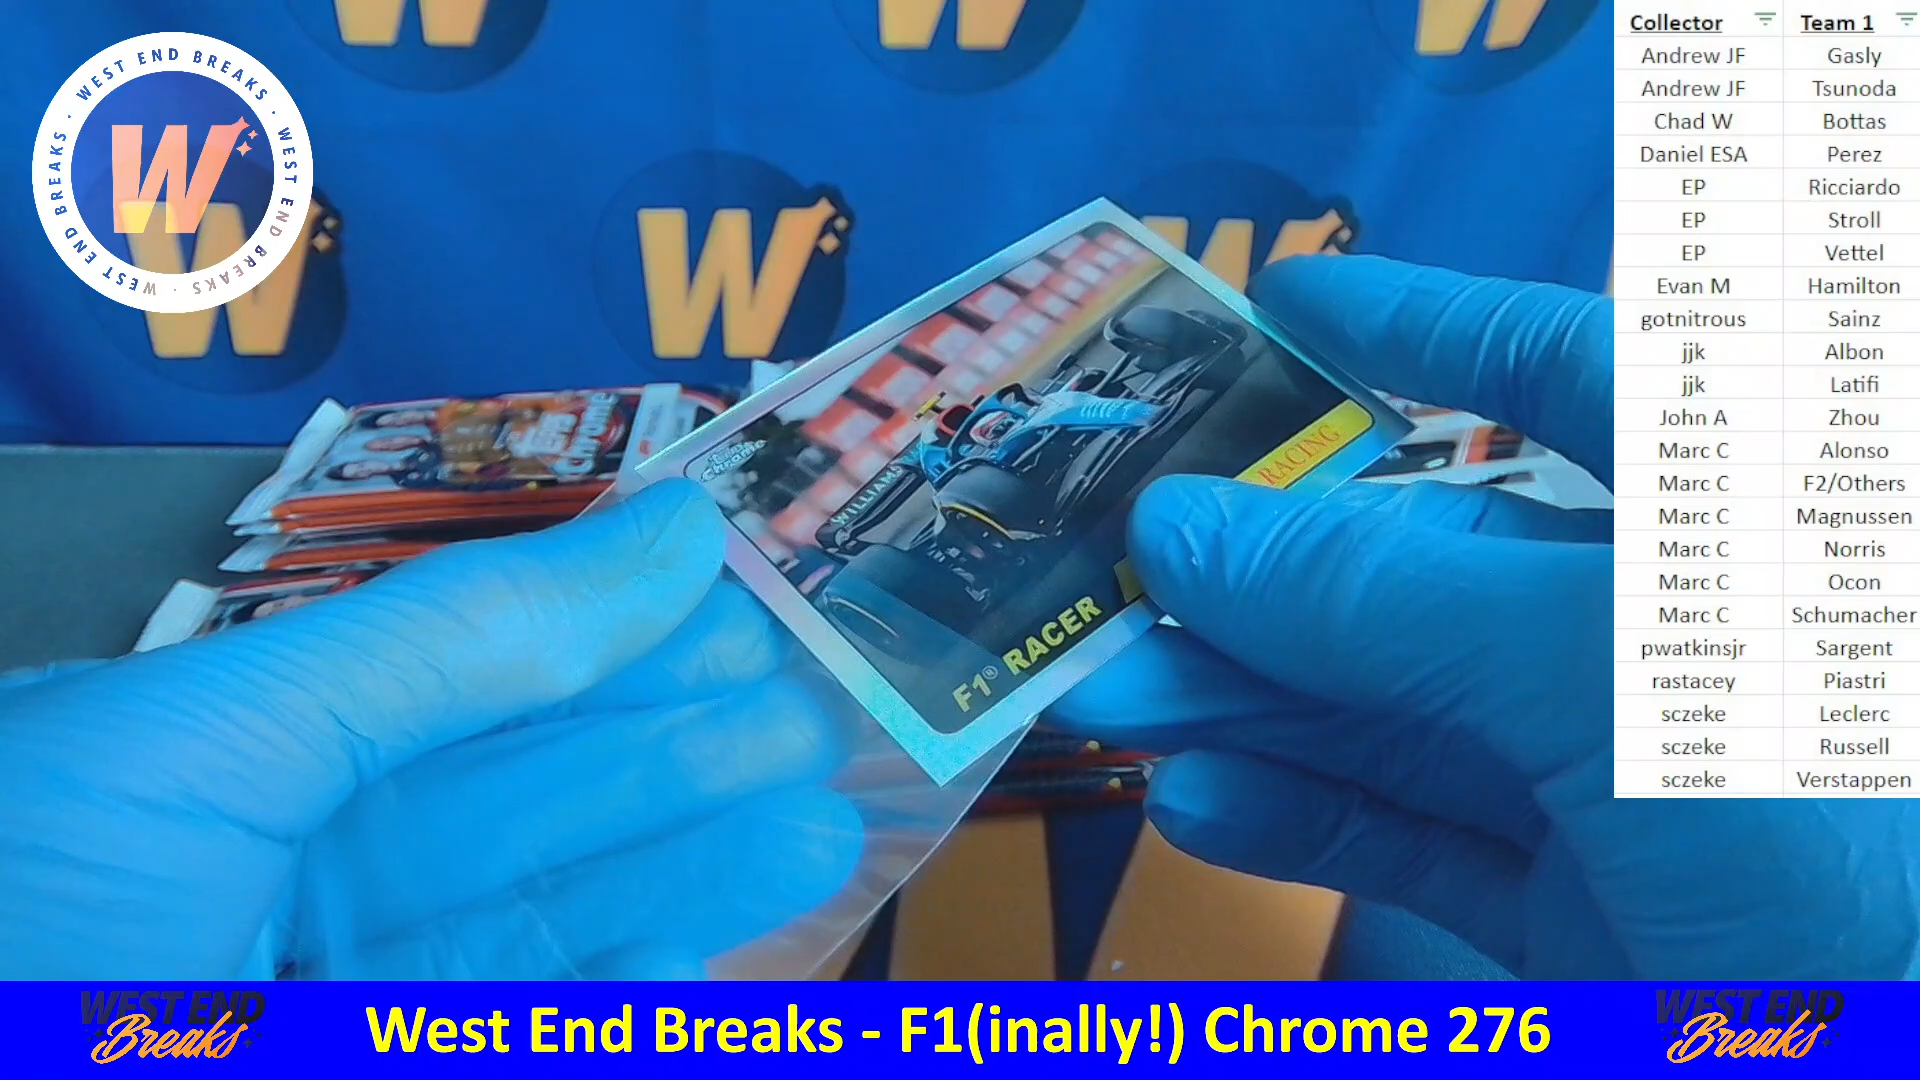 · WEST END BREAKS · WEST END BREAKS · WEST END BREAKS
W
Collector Team 1
Andrew JF Gasly
Andrew JF Tsunoda
Chad W Bottas
Daniel ESA Perez
EP Ricciardo
EP Stroll
EP Vettel
Evan M Hamilton
gotnitrous Sainz
jjk Albon
jjk Latifi
John A Zhou
Marc C Alonso
Marc C F2/Others
Marc C Magnussen
Marc C Norris
Marc C Ocon
Marc C Schumacher
pwatkinsjr Sargent
rastacey Piastri
sczeke Leclerc
sczeke Russell
sczeke Verstappen
W
W
Topps Chrome
Chrome
WILLIAMS
RACING
F1® RACER
WEST END Breaks
West End Breaks - F1(inally!) Chrome 276
WEST END Breaks